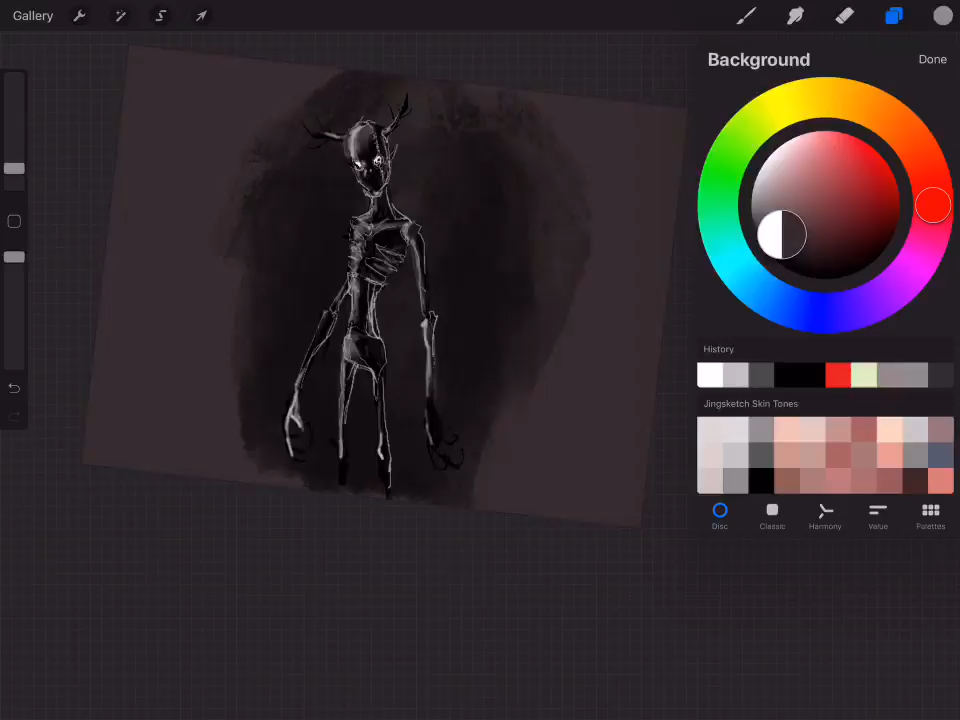 Gallery
Background
Done
History
Jingsketch Skin Tones
Disc
Classic
Harmony
Value
Palettes